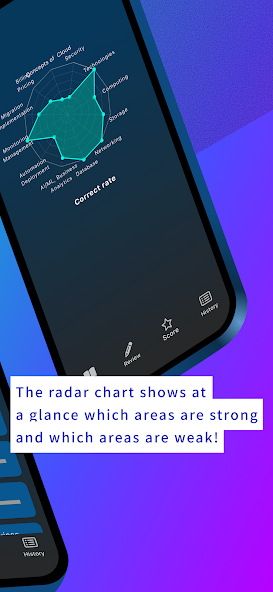 Concepts of Cloud
Security
Technologies
Computing
Storage
Networking
Database
AI/ML, Business
Analytics
Automation
Deployment
Monitoring
Management
Migration
Implementation
Billing
Pricing
Correct rate
Review
Score
History
The radar chart shows at
a glance which areas are strong
and which areas are weak!
History